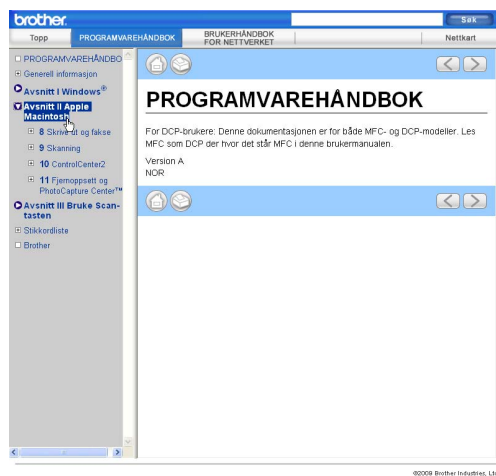 brother.
Søk
Topp
PROGRAMVAREHÅNDBOK
BRUKERHÅNDBOK
FOR NETTVERKET
Nettkart
PROGRAMVAREHÅNDBO
Generell informasjon
Avsnitt I Windows®
Avsnitt II Apple
Macintosh
8 Skrive ut og fakse
9 Skanning
10 ControlCenter2
11 Fjernoppsett og
PhotoCapture Center™
Avsnitt III Bruke Scan-
tasten
Stikkordliste
Brother
PROGRAMVAREHÅNDBOK
For DCP-brukere: Denne dokumentasjonen er for både MFC- og DCP-modeller. Les
MFC som DCP der hvor det står MFC i denne brukermanualen.
Version A
NOR
©2009 Brother Industries, Ltd